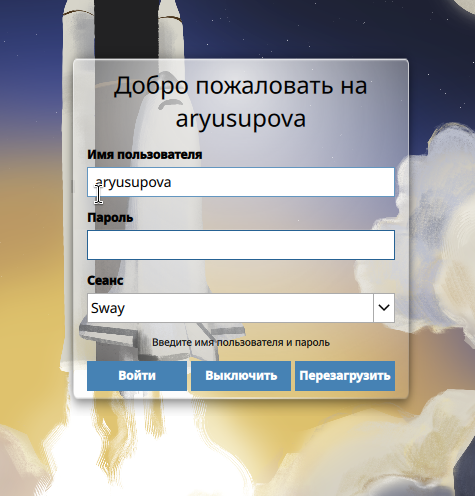 Добро пожаловать на
aryusupova
Имя пользователя
aryusupova
Пароль
Сеанс
Sway
Введите имя пользователя и пароль
Войти
Выключить
Перезагрузить